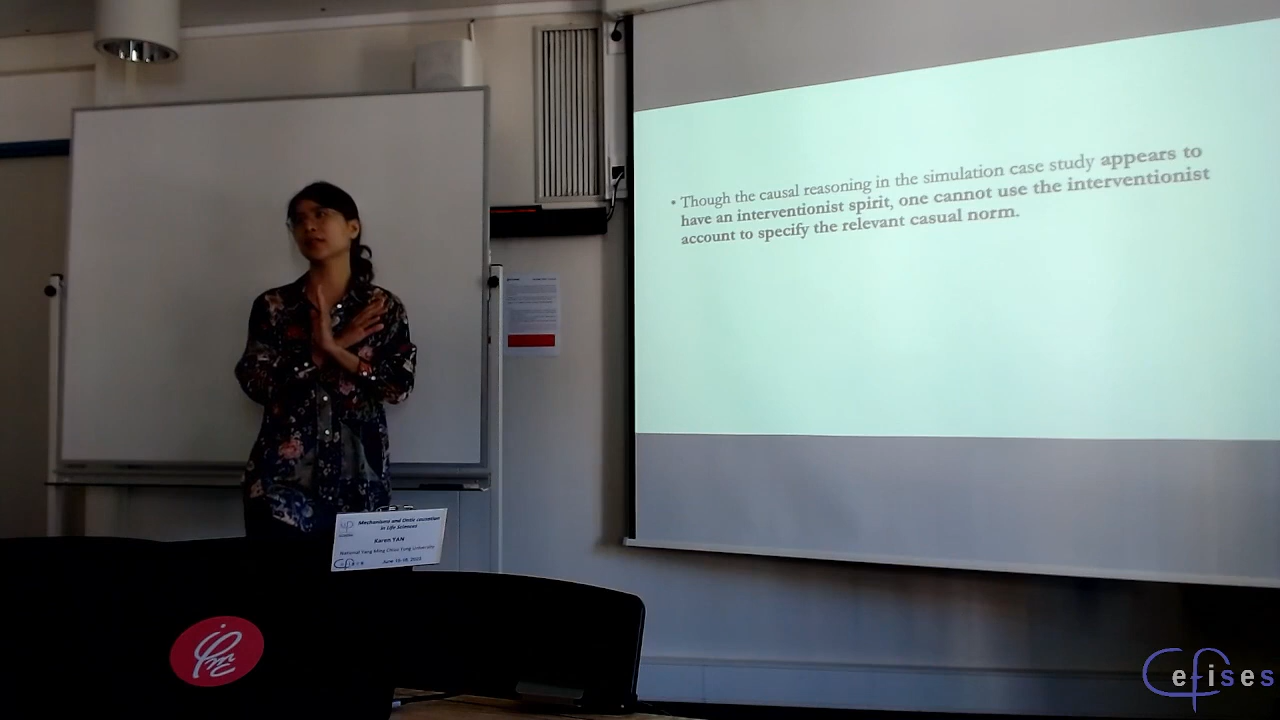 • Though the causal reasoning in the simulation case study appears to
have an interventionist spirit, one cannot use the interventionist
account to specify the relevant casual norm.
Mechanisms and Ontic causation
in Life Sciences
Karen YAN
National Yang Ming Chiao Tung University
June 15-16, 2023
Cefises